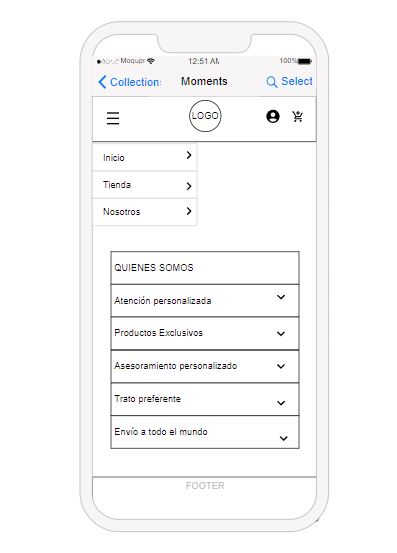 Moqups 12:51 AM 100%
Collections Moments Select
LOGO
Inicio
Tienda
Nosotros
QUIENES SOMOS
Atención personalizada
Productos Exclusivos
Asesoramiento personalizado
Trato preferente
Envío a todo el mundo
FOOTER